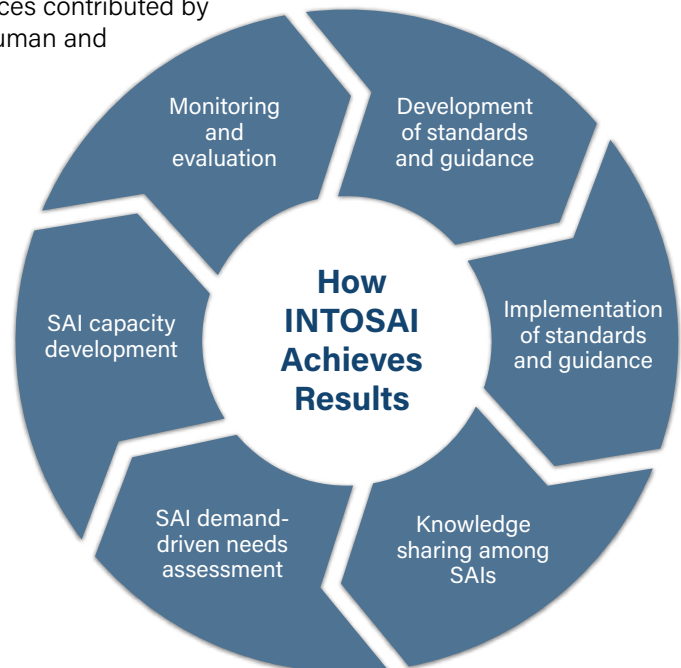 ces contributed by
uman and
Development
of standards
and guidance
Implementation
of standards
and guidance
Knowledge
sharing among
SAIs
SAI demand-
driven needs
assessment
SAI capacity
development
Monitoring
and
evaluation
How
INTOSAI
Achieves
Results